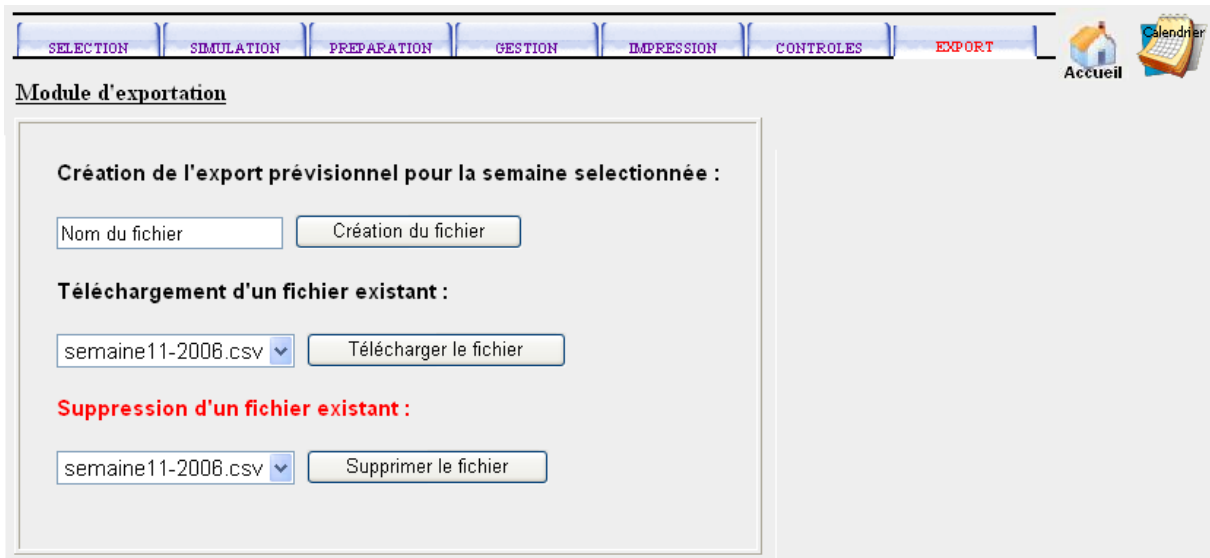 SELECTION SIMULATION PREPARATION GESTION IMPRESSION CONTROLES EXPORT
Accueil
Calendrier
Module d'exportation
Création de l'export prévisionnel pour la semaine selectionnée :
Nom du fichier Création du fichier
Téléchargement d'un fichier existant :
semaine11-2006.csv Télécharger le fichier
Suppression d'un fichier existant :
semaine11-2006.csv Supprimer le fichier